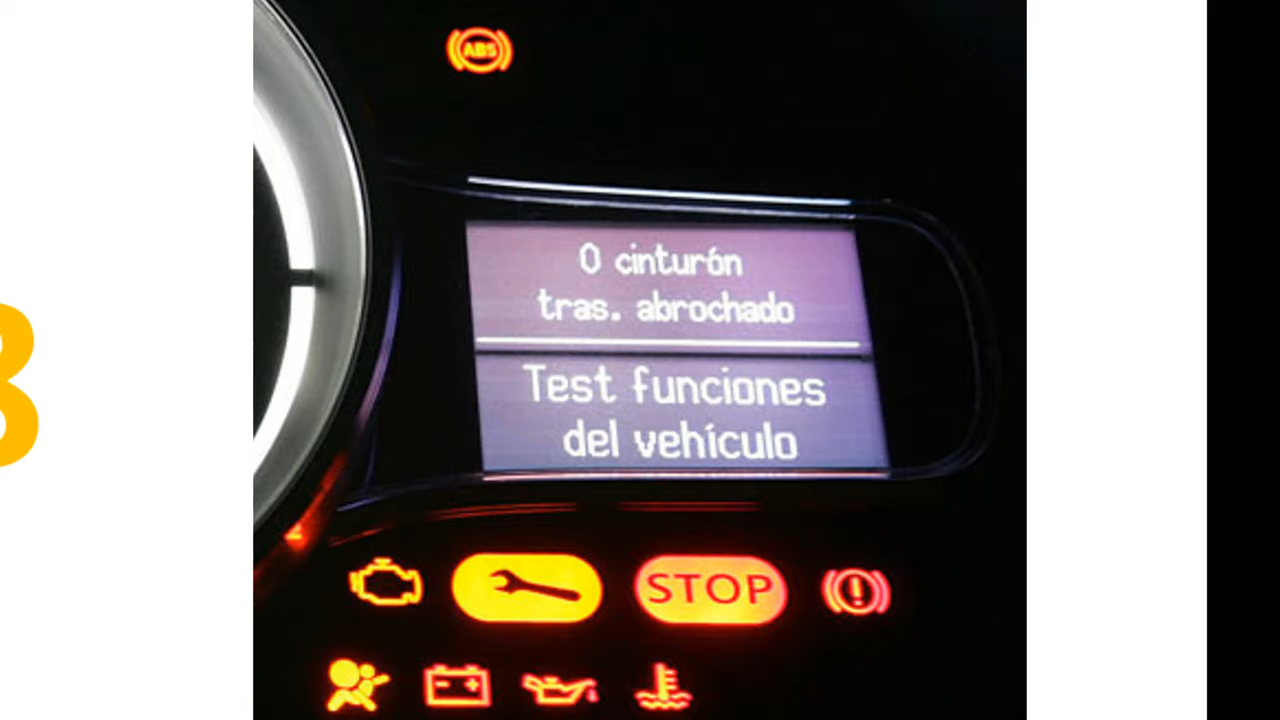 ABS
0 cinturón
tras. abrochado
Test funciones
del vehículo
STOP